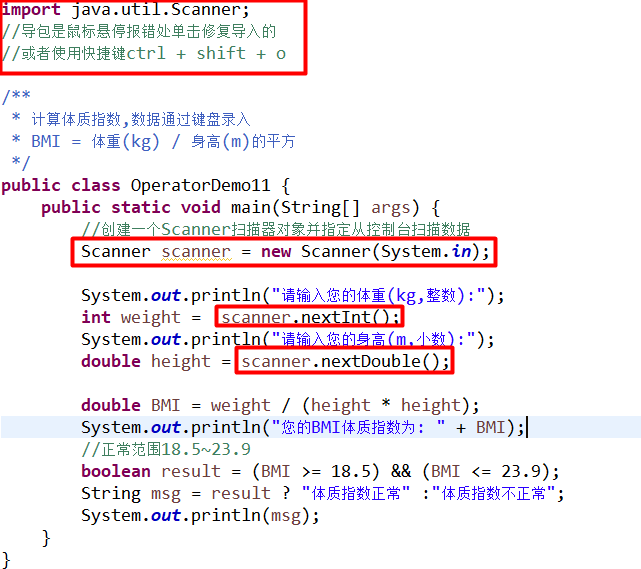 import java.util.Scanner;
//导包是鼠标悬停报错处单击修复导入的
//或者使用快捷键ctrl + shift + o
/**
 * 计算体质指数,数据通过键盘录入
 * BMI = 体重(kg) / 身高(m)的平方
 */
public class OperatorDemo11 {
    public static void main(String[] args) {
        //创建一个Scanner扫描器对象并指定从控制台扫描数据
        Scanner scanner = new Scanner(System.in);
        System.out.println("请输入您的体重(kg,整数):");
        int weight = scanner.nextInt();
        System.out.println("请输入您的身高(m,小数):");
        double height = scanner.nextDouble();
        double BMI = weight / (height * height);
        System.out.println("您的BMI体质指数为: " + BMI);
        //正常范围18.5~23.9
        boolean result = (BMI >= 18.5) && (BMI <= 23.9);
        String msg = result ? "体质指数正常" :"体质指数不正常";
        System.out.println(msg);
    }
}